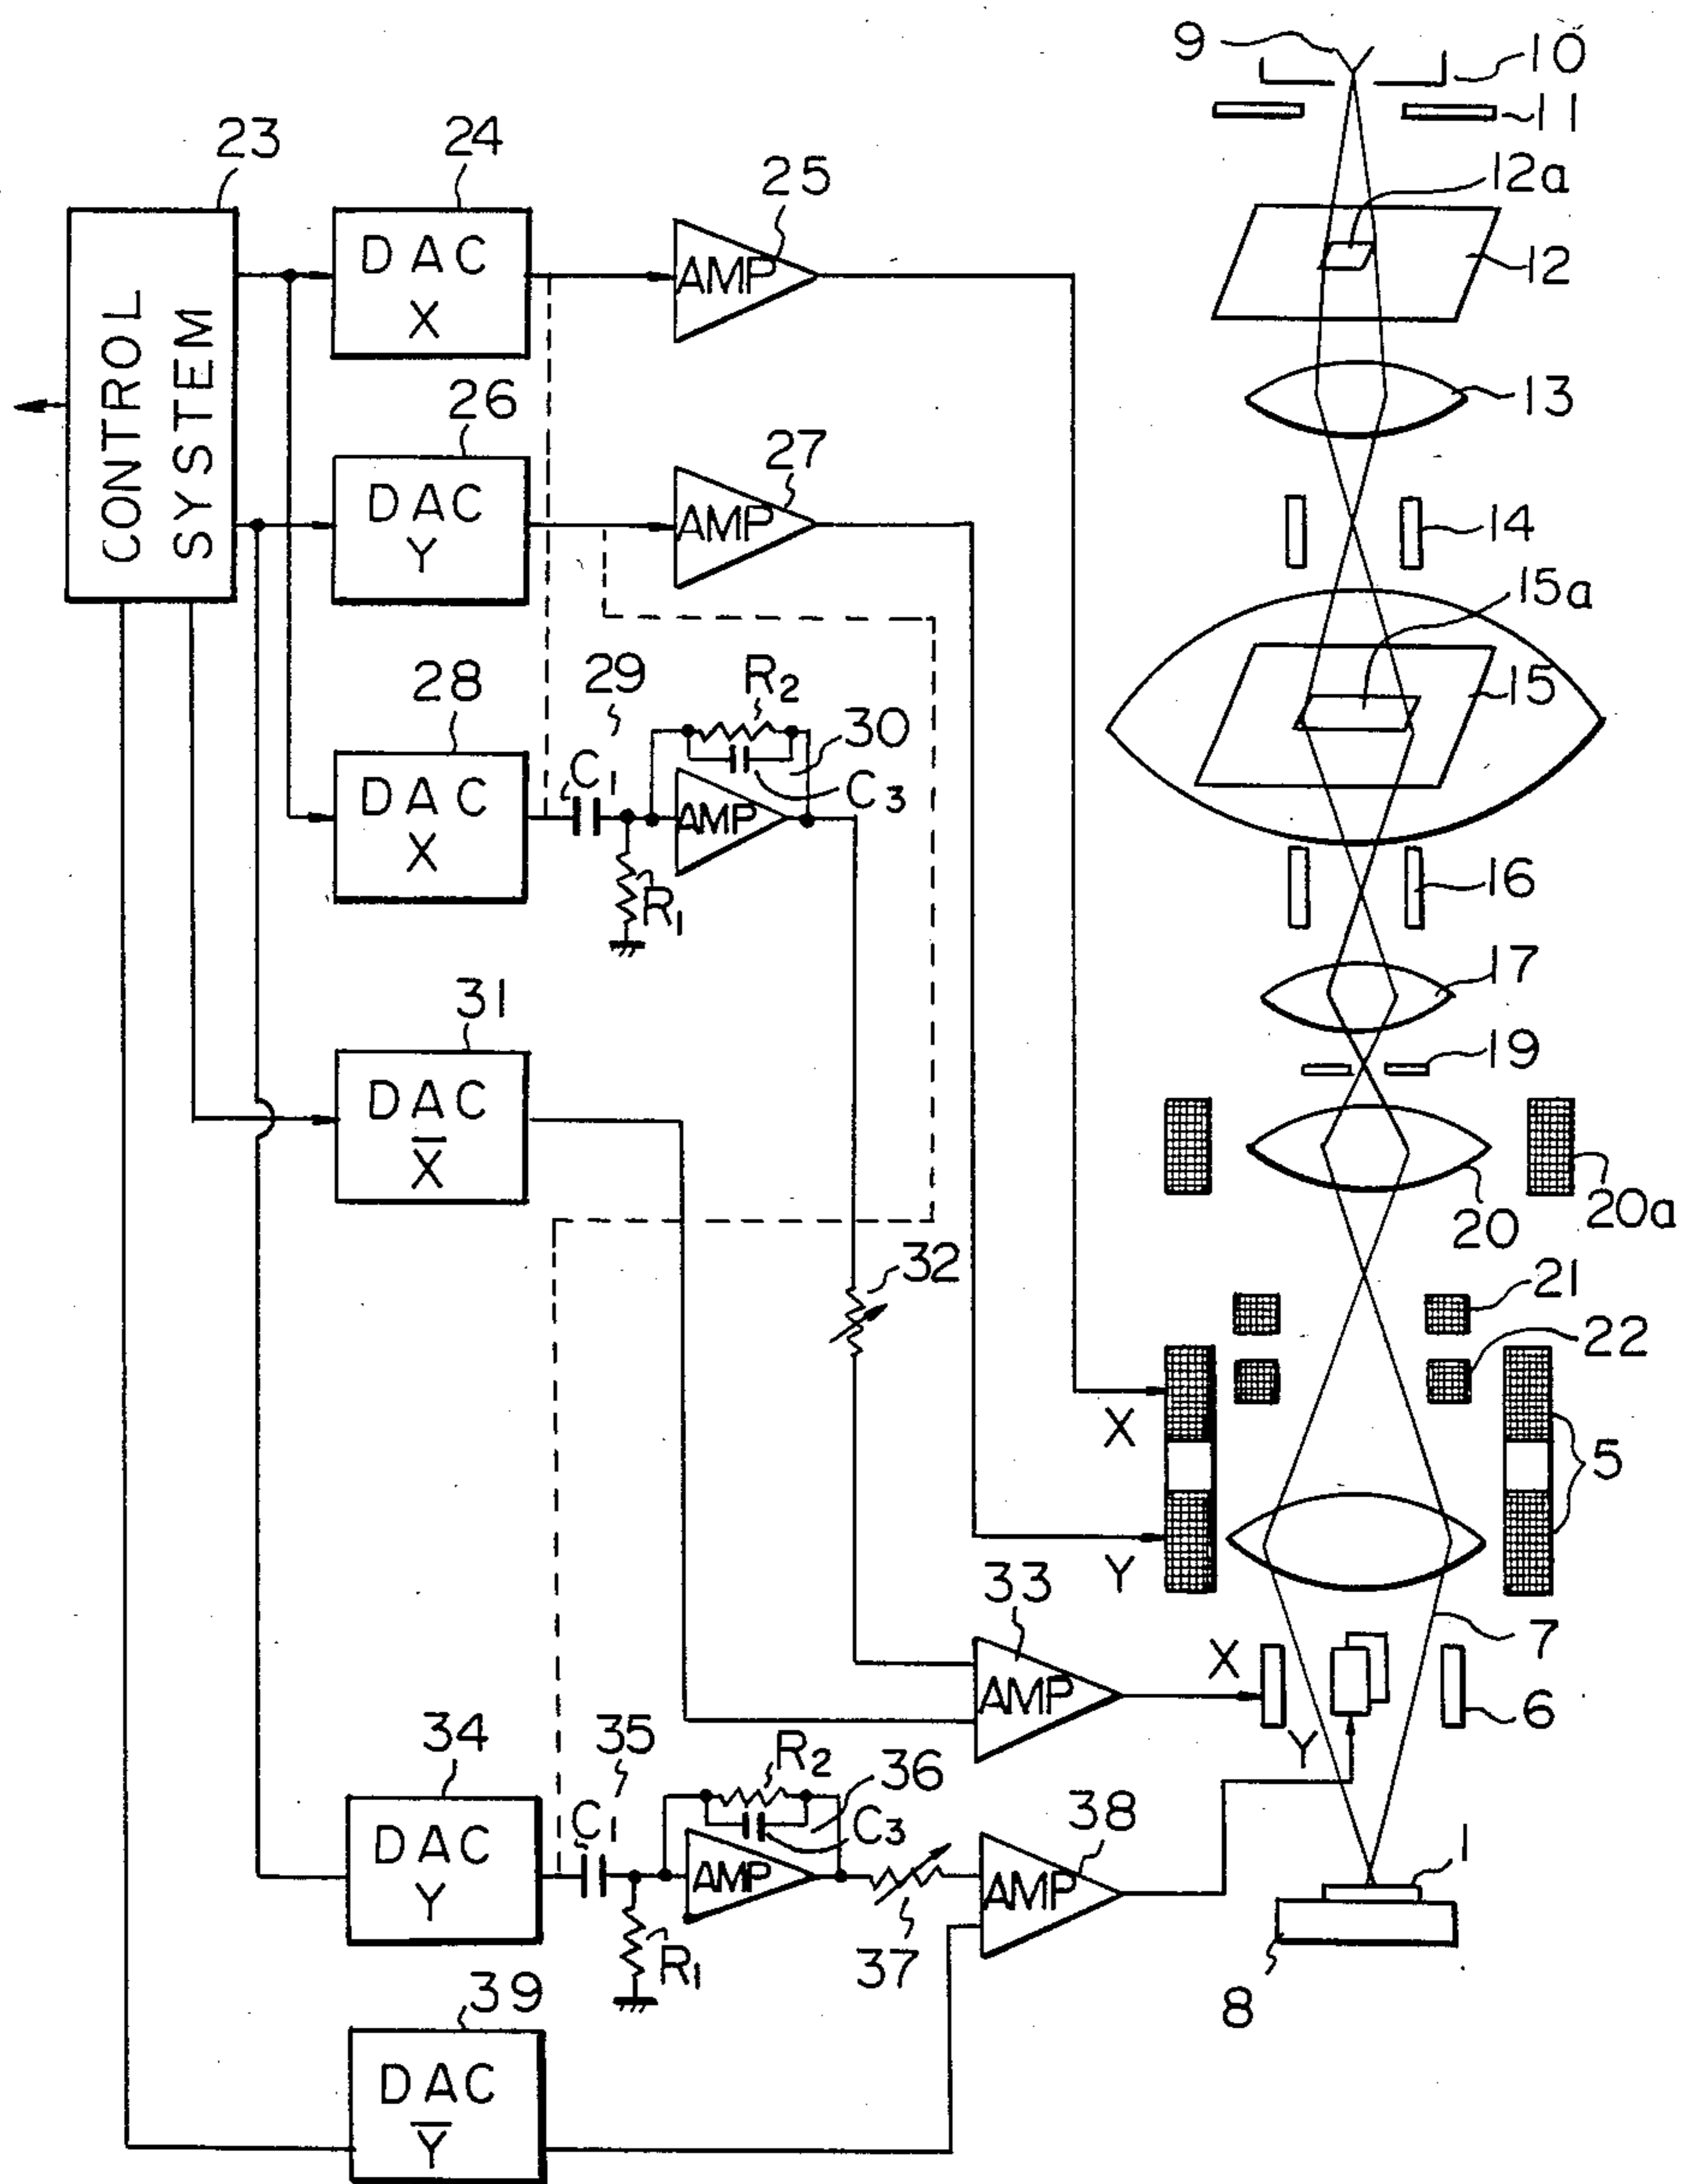 9
10
11
23
24
25
12a
12
DAC
X
AMP
CONTROL
SYSTEM
13
26
27
DAC
Y
AMP
14
15a
28
29
R2
15
30
DAC
X
C1
C3
AMP
R1
16
17
31
19
DAC
X̅
20a
20
32
21
22
X
5
Y
33
7
X
AMP
6
34
35
R2
Y
36
38
C1
C3
DAC
Y
AMP
AMP
1
R1
37
39
8
DAC
Y̅